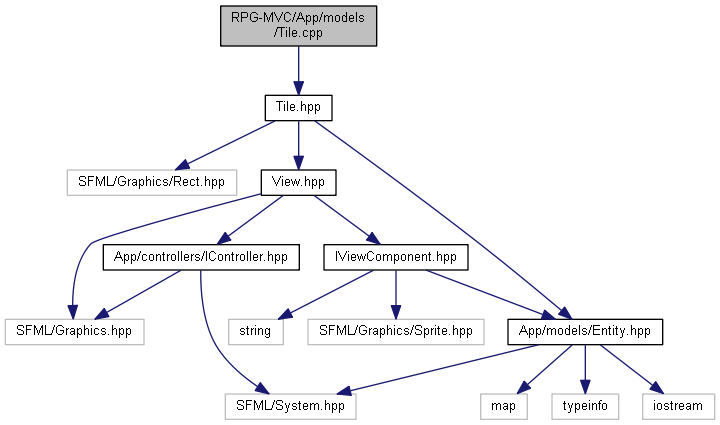 RPG-MVC/App/models
/Tile.cpp
Tile.hpp
SFML/Graphics/Rect.hpp
View.hpp
App/controllers/IController.hpp
IViewComponent.hpp
SFML/Graphics.hpp
string
SFML/Graphics/Sprite.hpp
App/models/Entity.hpp
SFML/System.hpp
map
typeinfo
iostream